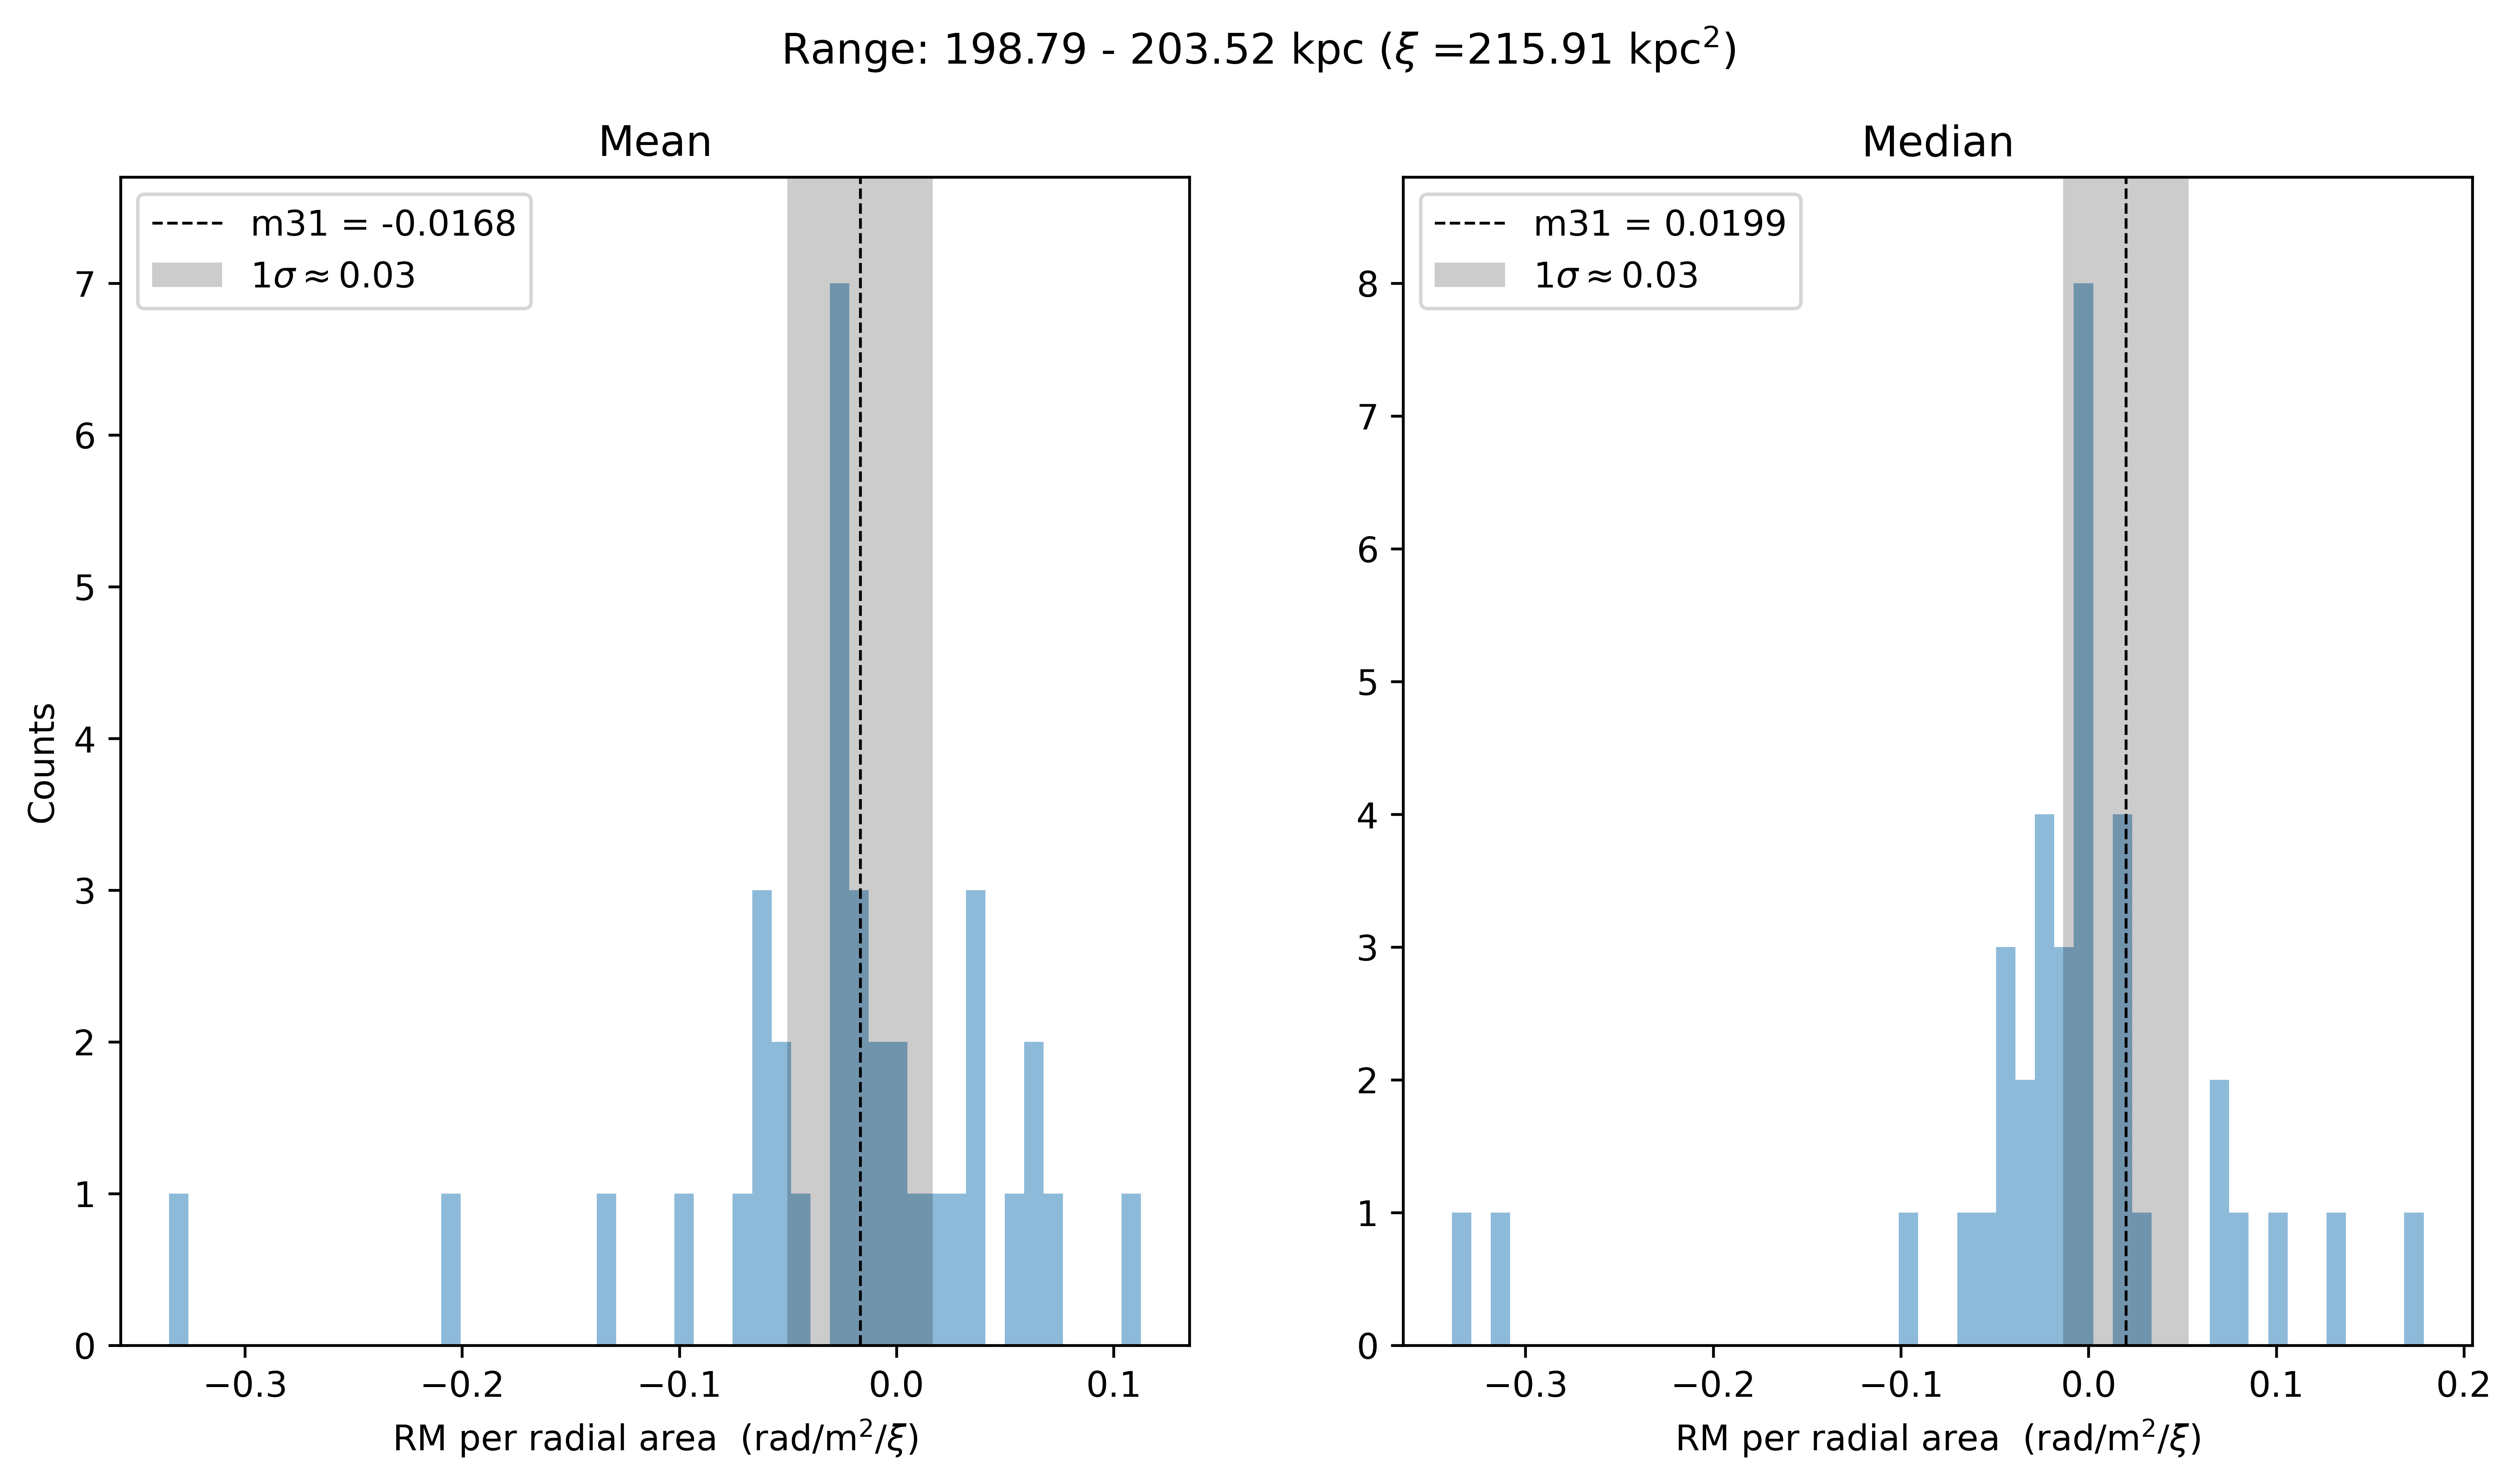 Range: 198.79 - 203.52 kpc (ξ =215.91 kpc²)
Mean
m31 = -0.0168
1σ ≈ 0.03
7
6
5
4
3
2
1
0
Counts
−0.3 −0.2 −0.1 0.0 0.1
RM per radial area (rad/m²/ξ)
Median
m31 = 0.0199
1σ ≈ 0.03
8
7
6
5
4
3
2
1
0
−0.3 −0.2 −0.1 0.0 0.1 0.2
RM per radial area (rad/m²/ξ)